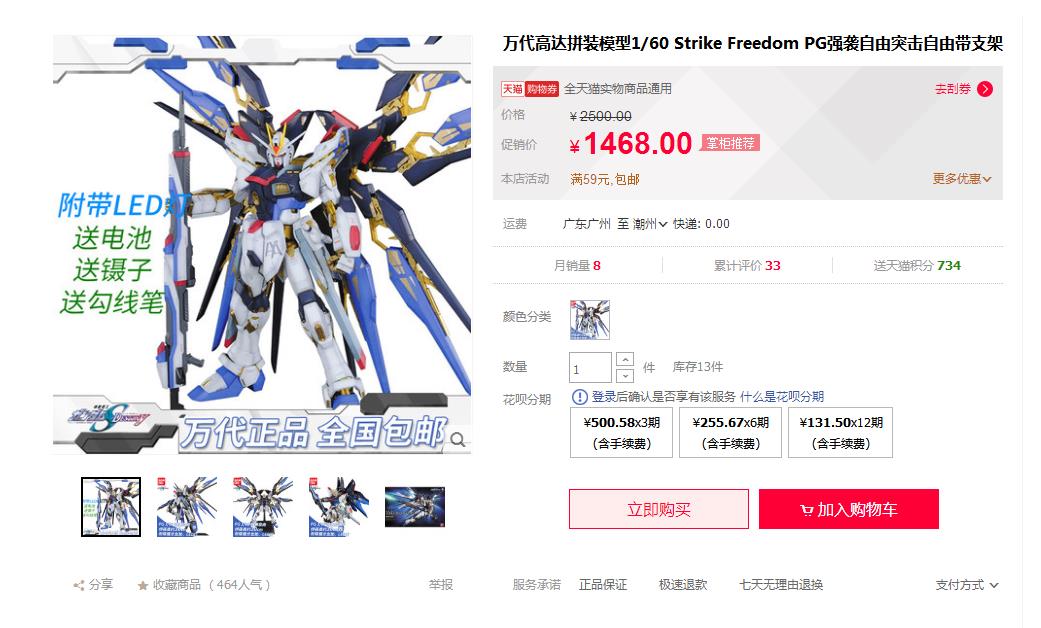 万代高达拼装模型1/60 Strike Freedom PG强袭自由突击自由带支架
天猫 购物券 全天猫实物商品通用
去刮券
价格
¥2500.00
促销价
¥1468.00
掌柜推荐
本店活动
满59元,包邮
更多优惠
运费
广东广州 至 潮州 快递: 0.00
月销量 8
累计评价 33
送天猫积分 734
颜色分类
数量
1
件
库存13件
花呗分期
登录后确认是否享有该服务 什么是花呗分期
¥500.58x3期
(含手续费)
¥255.67x6期
(含手续费)
¥131.50x12期
(含手续费)
立即购买
加入购物车
服务承诺
正品保证
极速退款
七天无理由退换
支付方式
附带LED灯
送电池
送镊子
送勾线笔
SEED DESTINY
万代正品 全国包邮
分享
收藏商品 （464人气）
举报